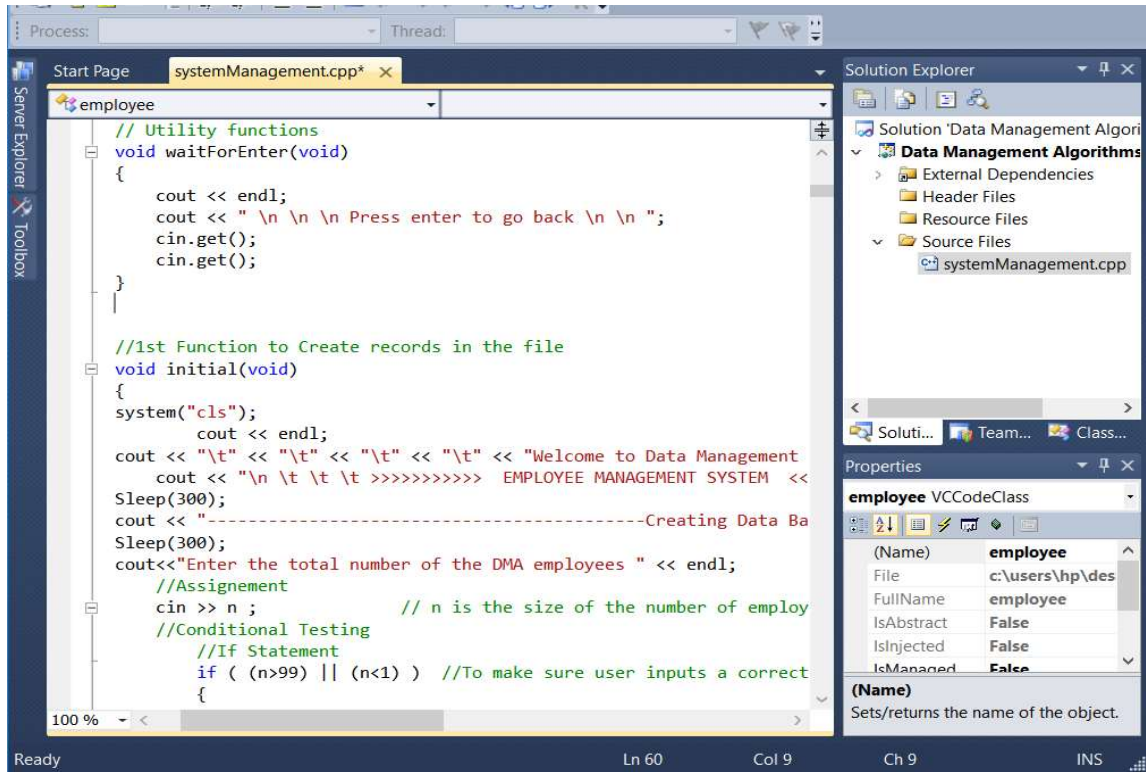 Process:
Thread:
Server Explorer
Toolbox
Start Page
systemManagement.cpp*
employee
// Utility functions
void waitForEnter(void)
{
cout << endl;
cout << " \n \n \n Press enter to go back \n \n ";
cin.get();
cin.get();
}
//1st Function to Create records in the file
void initial(void)
{
system("cls");
cout << endl;
cout << "\t" << "\t" << "\t" << "\t" << "Welcome to Data Management
cout << "\n \t \t \t >>>>>>>>>>> EMPLOYEE MANAGEMENT SYSTEM <<
Sleep(300);
cout << "--------------------------------------------Creating Data Ba
Sleep(300);
cout<<"Enter the total number of the DMA employees " << endl;
//Assignement
cin >> n ; // n is the size of the number of employ
//Conditional Testing
//If Statement
if ( (n>99) || (n<1) ) //To make sure user inputs a correct
{
100 %
Solution Explorer
Solution 'Data Management Algori
Data Management Algorithms
External Dependencies
Header Files
Resource Files
Source Files
systemManagement.cpp
Soluti... Team... Class...
Properties
employee VCCodeClass
(Name) employee
File c:\users\hp\des
FullName employee
IsAbstract False
IsInjected False
IsManaged False
(Name)
Sets/returns the name of the object.
Ready Ln 60 Col 9 Ch 9 INS